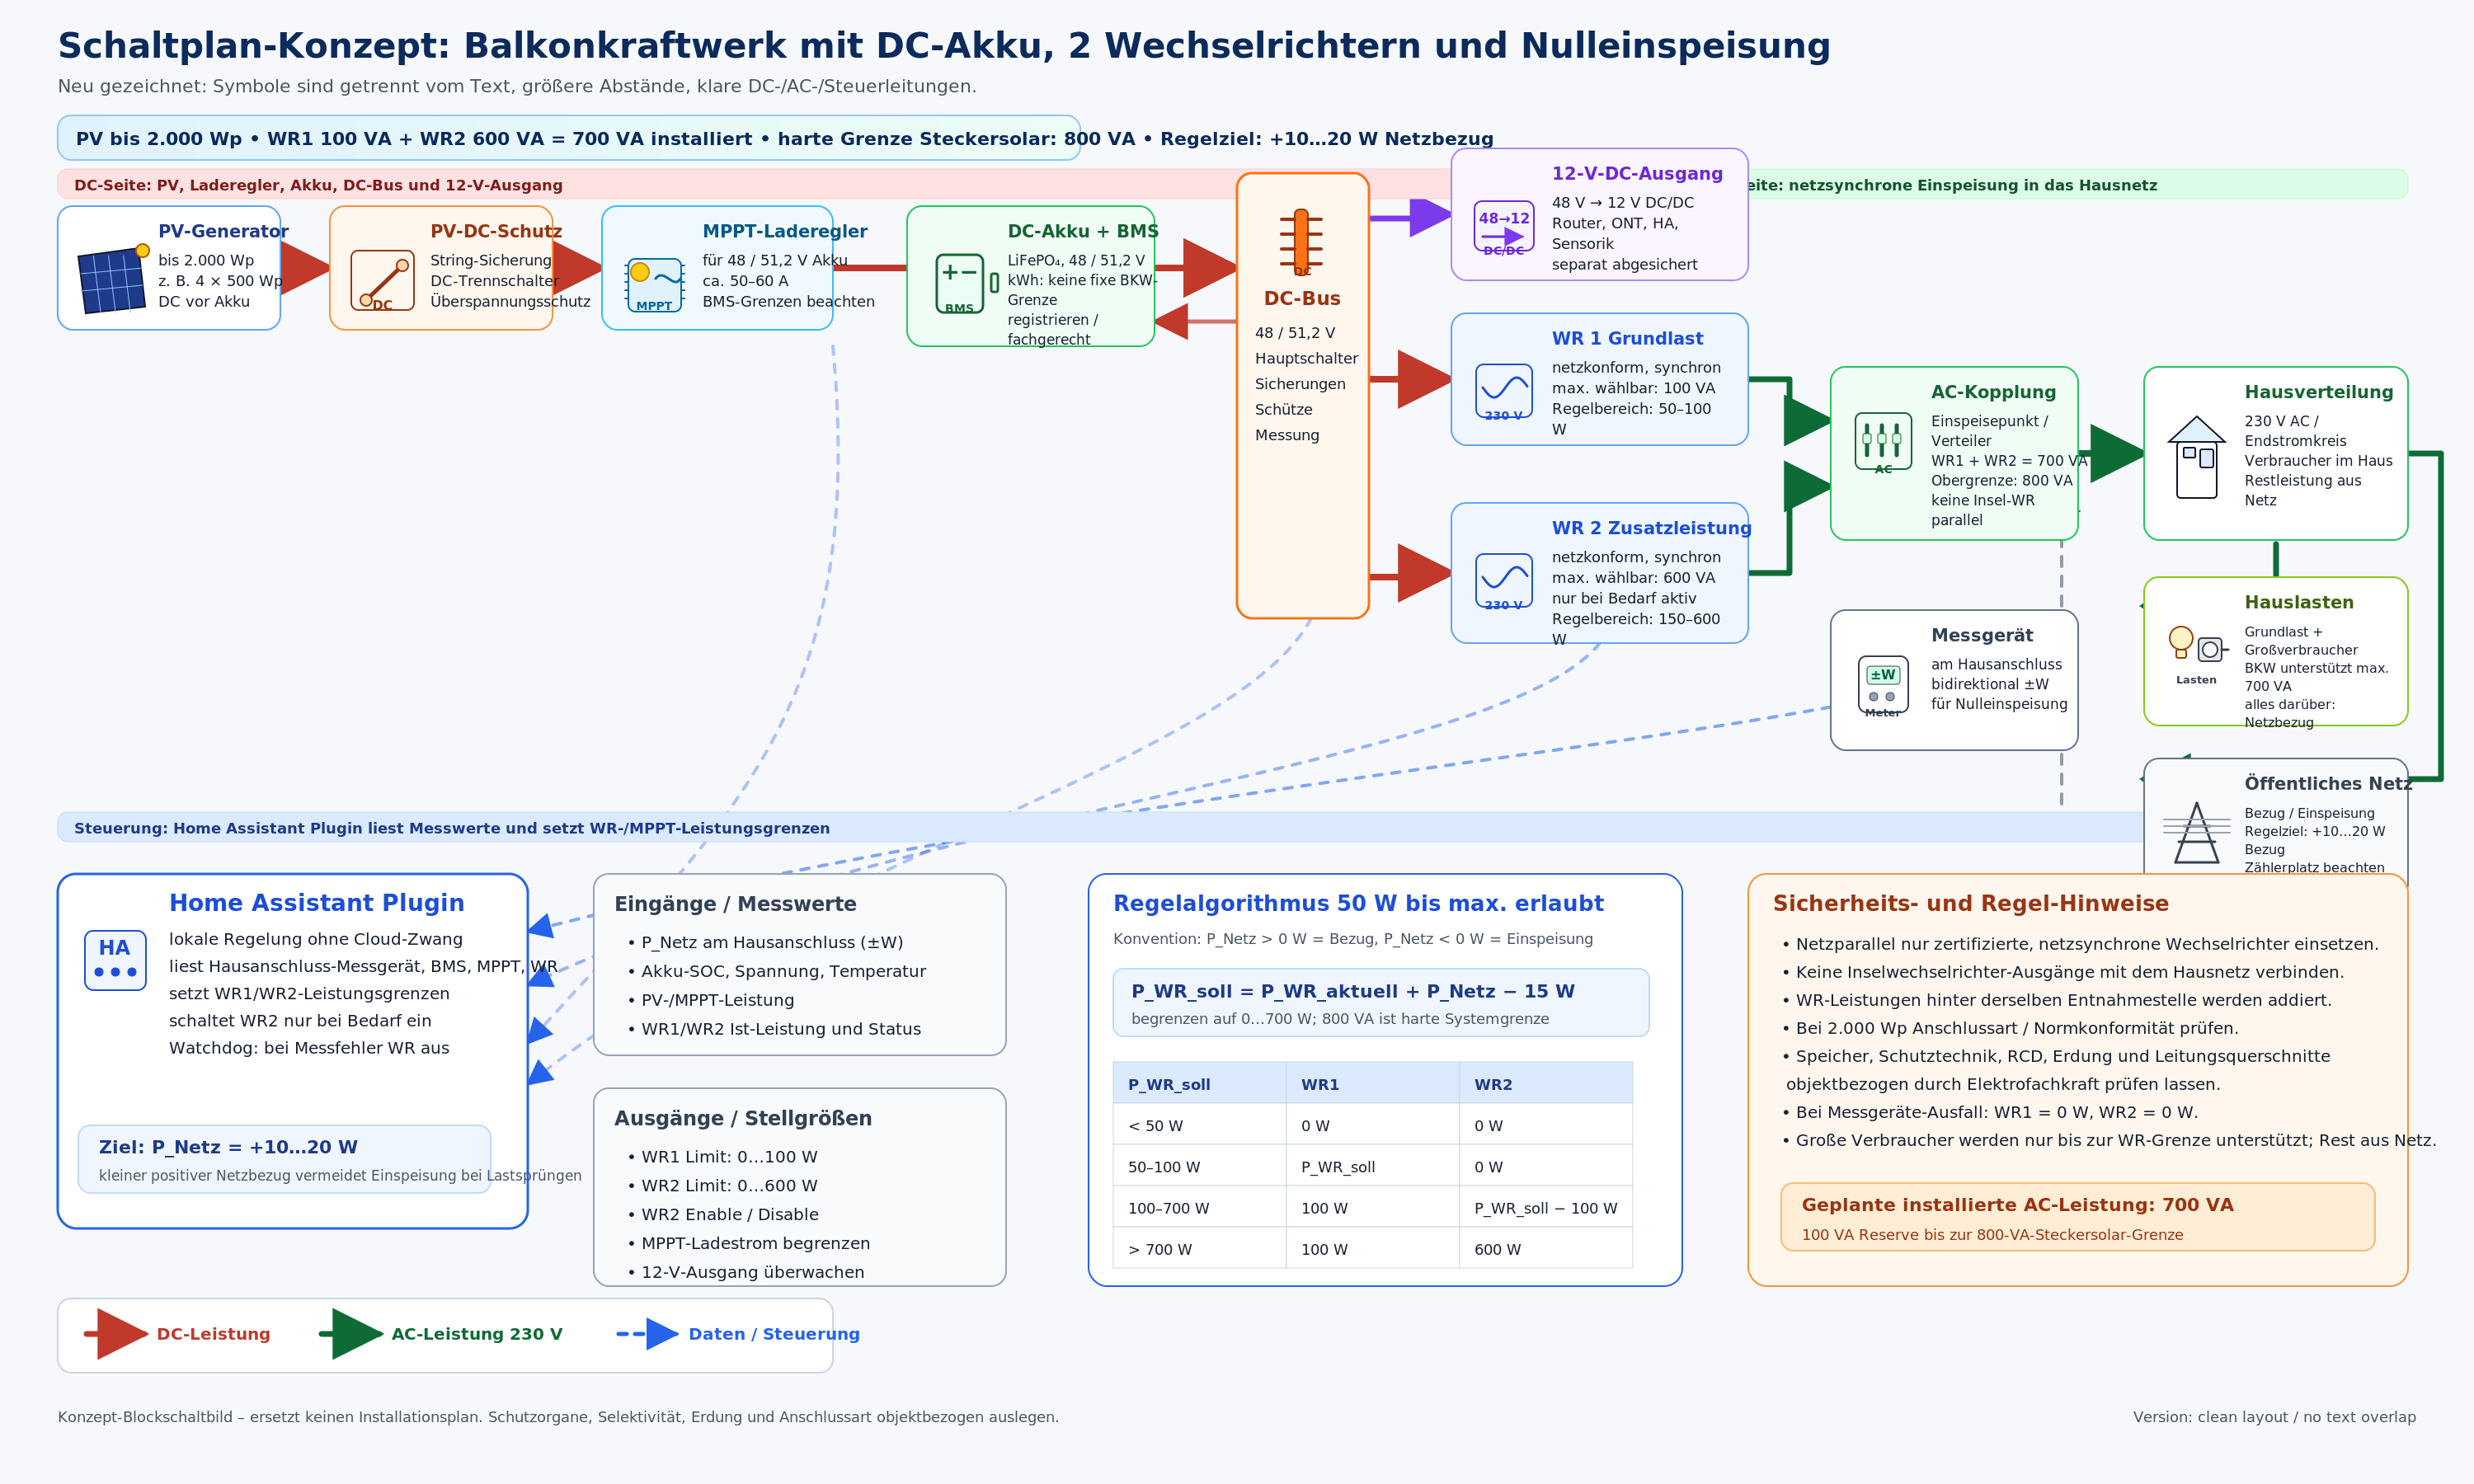 Schaltplan-Konzept: Balkonkraftwerk mit DC-Akku, 2 Wechselrichtern und Nulleinspeisung
Neu gezeichnet: Symbole sind getrennt vom Text, größere Abstände, klare DC-/AC-/Steuerleitungen.
PV bis 2.000 Wp • WR1 100 VA + WR2 600 VA = 700 VA installiert • harte Grenze Steckersolar: 800 VA • Regelziel: +10…20 W Netzbezug
DC-Seite: PV, Laderegler, Akku, DC-Bus und 12-V-Ausgang
eite: netzsynchrone Einspeisung in das Hausnetz
PV-Generator
bis 2.000 Wp
z. B. 4 × 500 Wp
DC vor Akku
PV-DC-Schutz
String-Sicherung
DC-Trennschalter
Überspannungsschutz
DC
MPPT-Laderegler
für 48 / 51,2 V Akku
ca. 50–60 A
BMS-Grenzen beachten
MPPT
DC-Akku + BMS
LiFePO₄, 48 / 51,2 V
kWh: keine fixe BKW-
Grenze
registrieren /
fachgerecht
+−
BMS
DC
DC-Bus
48 / 51,2 V
Hauptschalter
Sicherungen
Schütze
Messung
12-V-DC-Ausgang
48 V → 12 V DC/DC
Router, ONT, HA,
Sensorik
separat abgesichert
48→12
DC/DC
WR 1 Grundlast
netzkonform, synchron
max. wählbar: 100 VA
Regelbereich: 50–100
W
230 V
WR 2 Zusatzleistung
netzkonform, synchron
max. wählbar: 600 VA
nur bei Bedarf aktiv
Regelbereich: 150–600
W
230 V
AC-Kopplung
Einspeisepunkt /
Verteiler
WR1 + WR2 = 700 VA
Obergrenze: 800 VA
keine Insel-WR
parallel
AC
Hausverteilung
230 V AC /
Endstromkreis
Verbraucher im Haus
Restleistung aus
Netz
Messgerät
am Hausanschluss
bidirektional ±W
für Nulleinspeisung
±W
Meter
Hauslasten
Grundlast +
Großverbraucher
BKW unterstützt max.
700 VA
alles darüber:
Netzbezug
Lasten
Öffentliches Netz
Bezug / Einspeisung
Regelziel: +10…20 W
Bezug
Zählerplatz beachten
Steuerung: Home Assistant Plugin liest Messwerte und setzt WR-/MPPT-Leistungsgrenzen
Home Assistant Plugin
HA
lokale Regelung ohne Cloud-Zwang
liest Hausanschluss-Messgerät, BMS, MPPT, WR
setzt WR1/WR2-Leistungsgrenzen
schaltet WR2 nur bei Bedarf ein
Watchdog: bei Messfehler WR aus
Ziel: P_Netz = +10…20 W
kleiner positiver Netzbezug vermeidet Einspeisung bei Lastsprüngen
Eingänge / Messwerte
• P_Netz am Hausanschluss (±W)
• Akku-SOC, Spannung, Temperatur
• PV-/MPPT-Leistung
• WR1/WR2 Ist-Leistung und Status
Ausgänge / Stellgrößen
• WR1 Limit: 0…100 W
• WR2 Limit: 0…600 W
• WR2 Enable / Disable
• MPPT-Ladestrom begrenzen
• 12-V-Ausgang überwachen
Regelalgorithmus 50 W bis max. erlaubt
Konvention: P_Netz > 0 W = Bezug, P_Netz < 0 W = Einspeisung
P_WR_soll = P_WR_aktuell + P_Netz − 15 W
begrenzen auf 0…700 W; 800 VA ist harte Systemgrenze
P_WR_soll WR1 WR2
< 50 W 0 W 0 W
50–100 W P_WR_soll 0 W
100–700 W 100 W P_WR_soll − 100 W
> 700 W 100 W 600 W
Sicherheits- und Regel-Hinweise
• Netzparallel nur zertifizierte, netzsynchrone Wechselrichter einsetzen.
• Keine Inselwechselrichter-Ausgänge mit dem Hausnetz verbinden.
• WR-Leistungen hinter derselben Entnahmestelle werden addiert.
• Bei 2.000 Wp Anschlussart / Normkonformität prüfen.
• Speicher, Schutztechnik, RCD, Erdung und Leitungsquerschnitte
objektbezogen durch Elektrofachkraft prüfen lassen.
• Bei Messgeräte-Ausfall: WR1 = 0 W, WR2 = 0 W.
• Große Verbraucher werden nur bis zur WR-Grenze unterstützt; Rest aus Netz.
Geplante installierte AC-Leistung: 700 VA
100 VA Reserve bis zur 800-VA-Steckersolar-Grenze
DC-Leistung
AC-Leistung 230 V
Daten / Steuerung
Konzept-Blockschaltbild – ersetzt keinen Installationsplan. Schutzorgane, Selektivität, Erdung und Anschlussart objektbezogen auslegen.
Version: clean layout / no text overlap